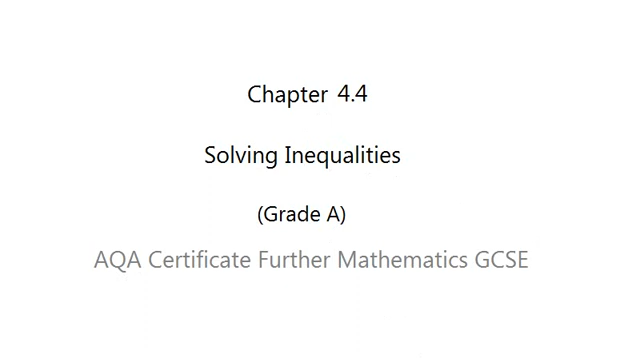 Chapter 4.4
Solving Inequalities
(Grade A)
AQA Certificate Further Mathematics GCSE